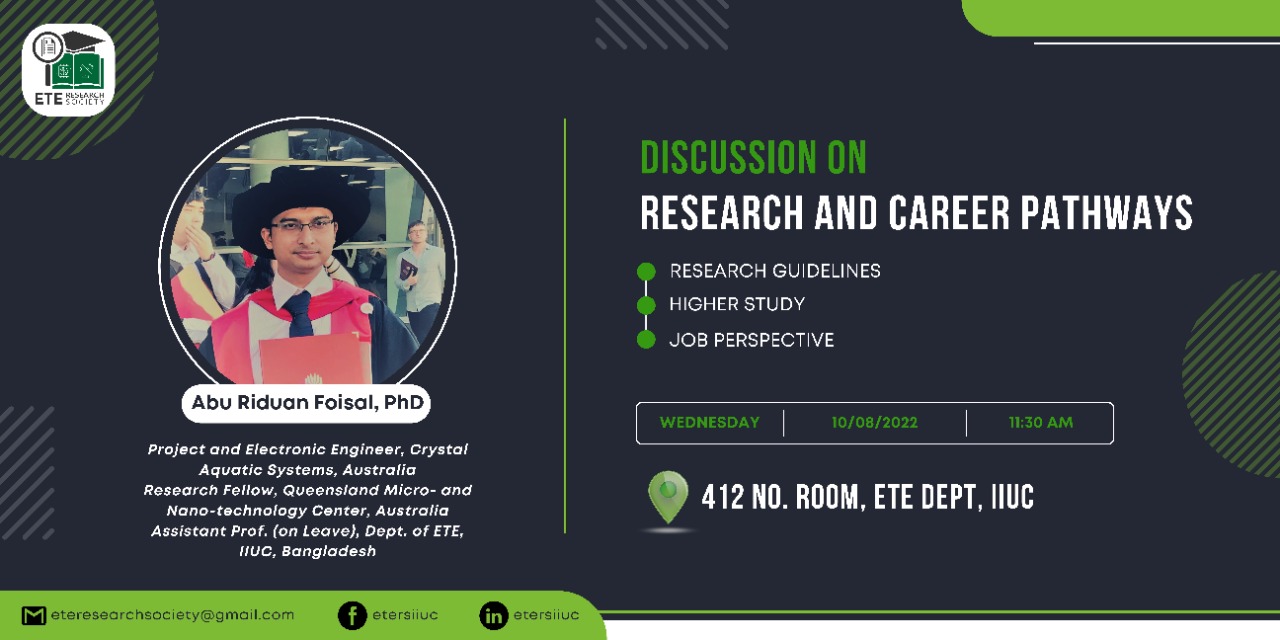 ETE RESEARCH
SOCIETY
Abu Riduan Foisal, PhD
Project and Electronic Engineer, Crystal
Aquatic Systems, Australia
Research Fellow, Queensland Micro- and
Nano-technology Center, Australia
Assistant Prof. (on Leave), Dept. of ETE,
IIUC, Bangladesh
DISCUSSION ON
RESEARCH AND CAREER PATHWAYS
RESEARCH GUIDELINES
HIGHER STUDY
JOB PERSPECTIVE
WEDNESDAY 10/08/2022 11:30 AM
412 NO. ROOM, ETE DEPT, IIUC
eteresearchsociety@gmail.com etersiiuc etersiiuc